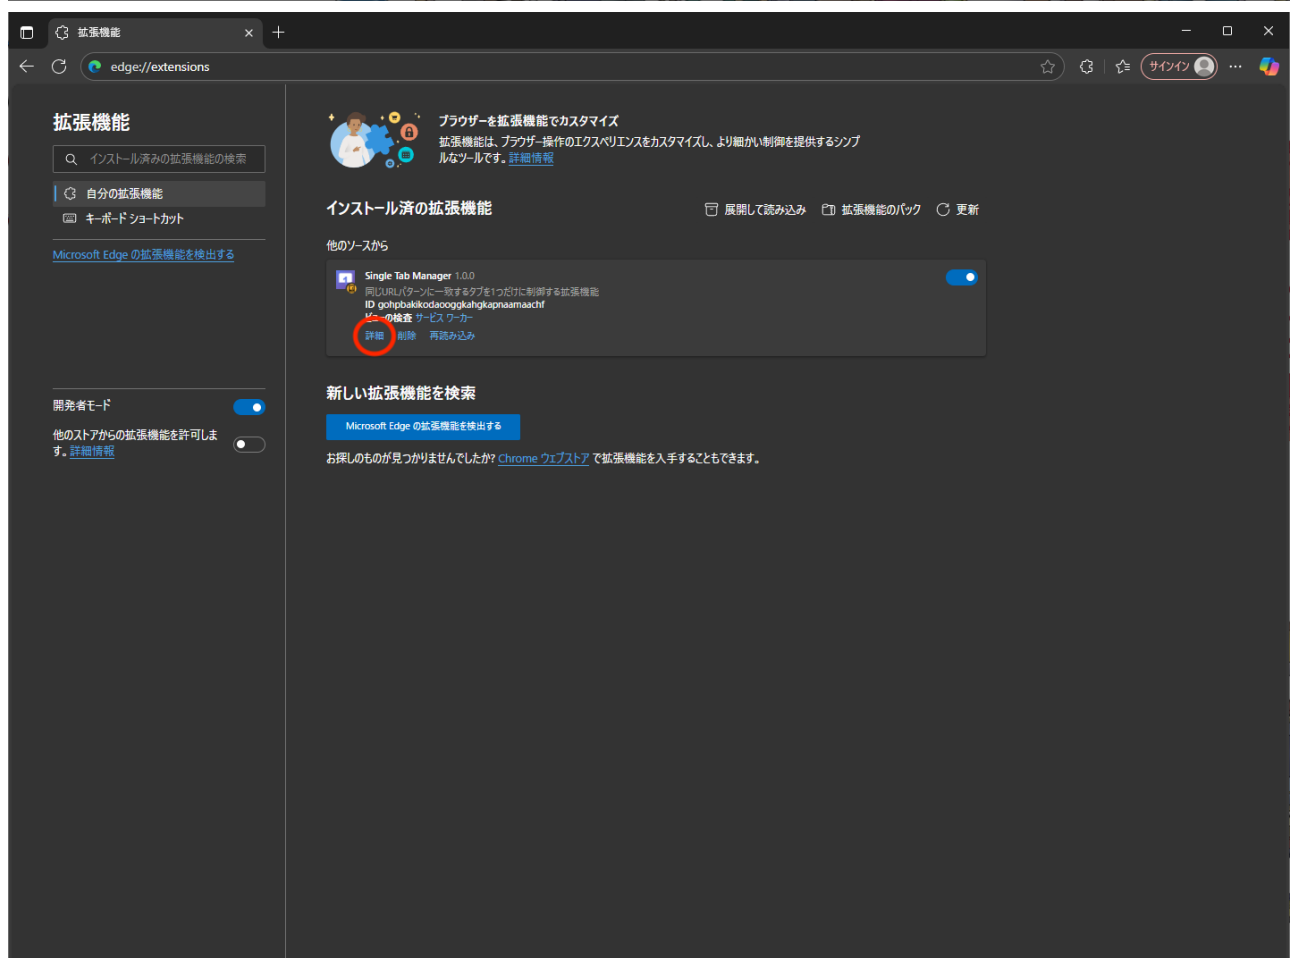 拡張機能
edge://extensions
サインイン
拡張機能
インストール済みの拡張機能の検索
自分の拡張機能
キーボード ショートカット
Microsoft Edge の拡張機能を検出する
開発者モード
他のストアからの拡張機能を許可しま
す。詳細情報
ブラウザーを拡張機能でカスタマイズ
拡張機能は、ブラウザー操作のエクスペリエンスをカスタマイズし、より細かい制御を提供するシンプ
ルなツールです。詳細情報
インストール済の拡張機能
展開して読み込み 拡張機能のパック 更新
他のソースから
Single Tab Manager 1.0.0
同じURLパターンに一致するタブを1つだけに制御する拡張機能
ID gohpbakikodaooggkahgkapnaamaachf
ビューの検査 サービス ワーカー
詳細 削除 再読み込み
新しい拡張機能を検索
Microsoft Edge の拡張機能を検出する
お探しのものが見つかりませんでしたか? Chrome ウェブストア で拡張機能を入手することもできます。